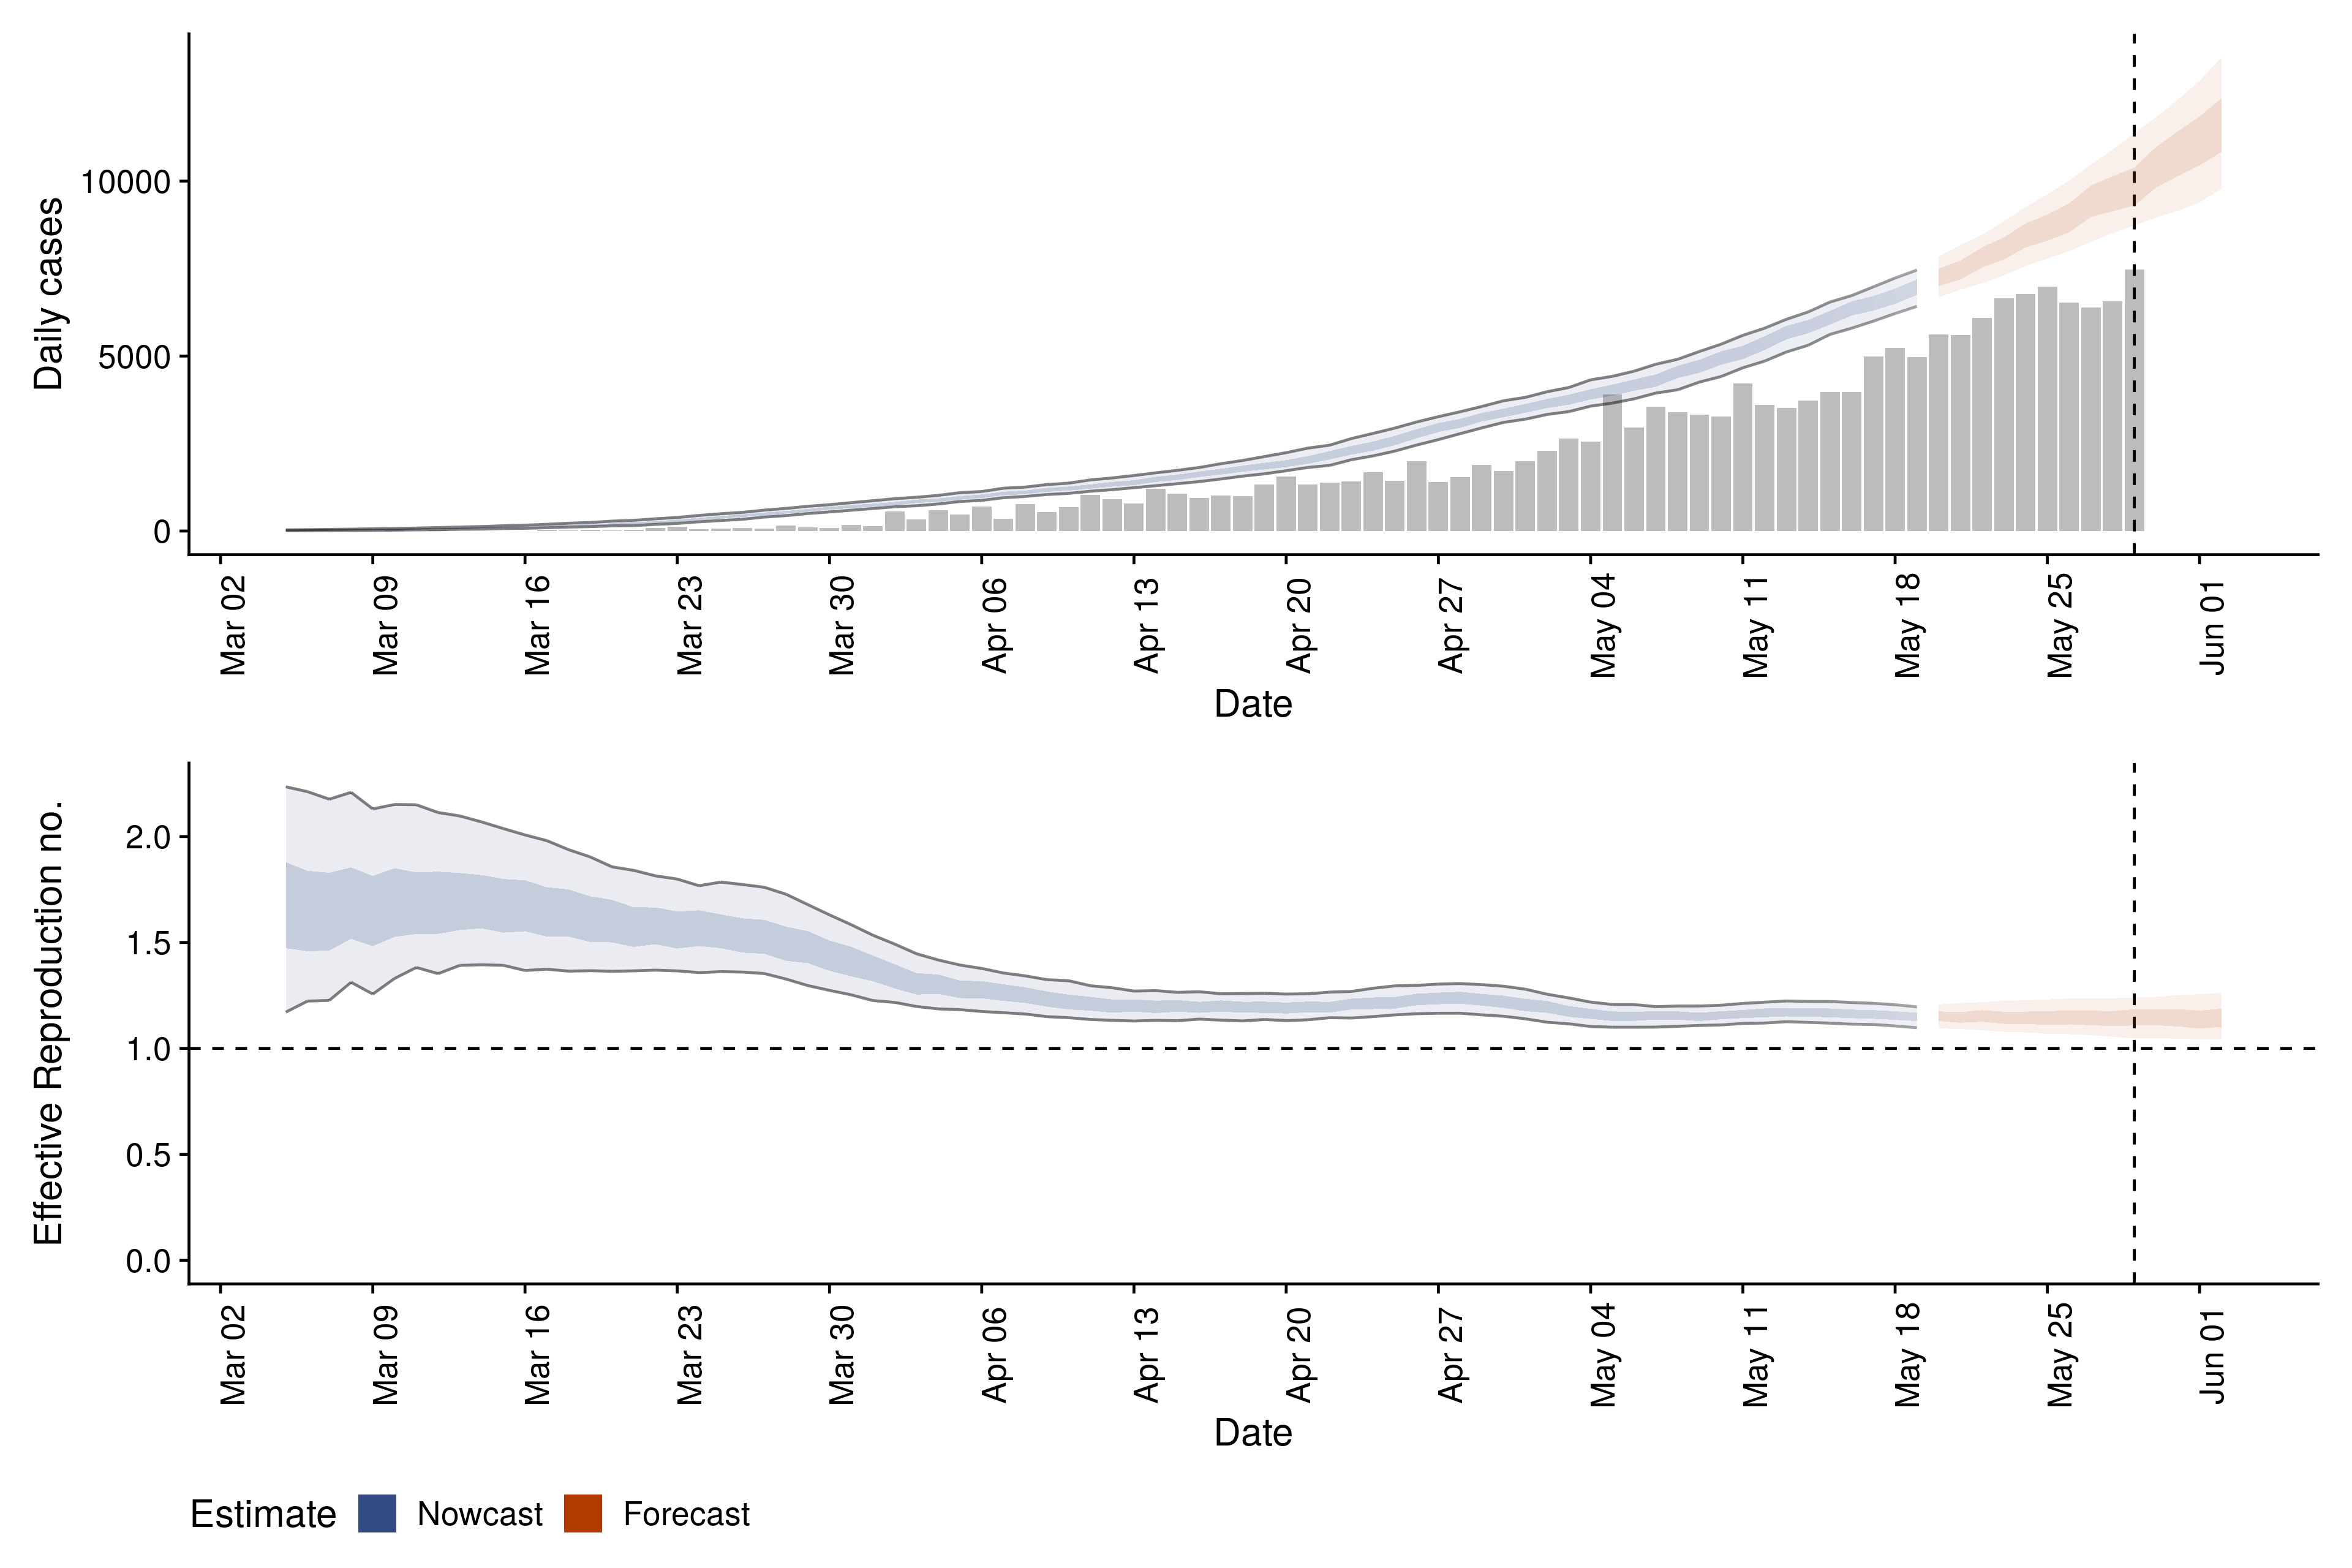 Daily cases
10000
5000
0
Mar 02
Mar 09
Mar 16
Mar 23
Mar 30
Apr 06
Apr 13
Apr 20
Apr 27
May 04
May 11
May 18
May 25
Jun 01
Date
Effective Reproduction no.
2.0
1.5
1.0
0.5
0.0
Mar 02
Mar 09
Mar 16
Mar 23
Mar 30
Apr 06
Apr 13
Apr 20
Apr 27
May 04
May 11
May 18
May 25
Jun 01
Date
Estimate Nowcast Forecast